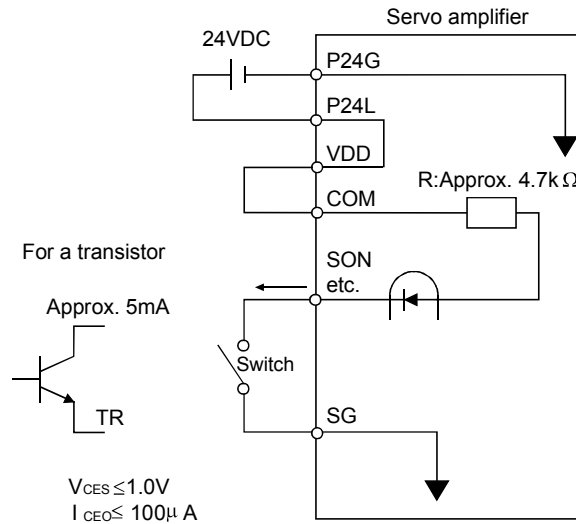 Servo amplifier
24VDC
P24G
P24L
VDD
R:Approx. 4.7kΩ
COM
For a transistor
SON
etc.
Approx. 5mA
Switch
TR
SG
VCES≤1.0V
ICEO≤ 100μA